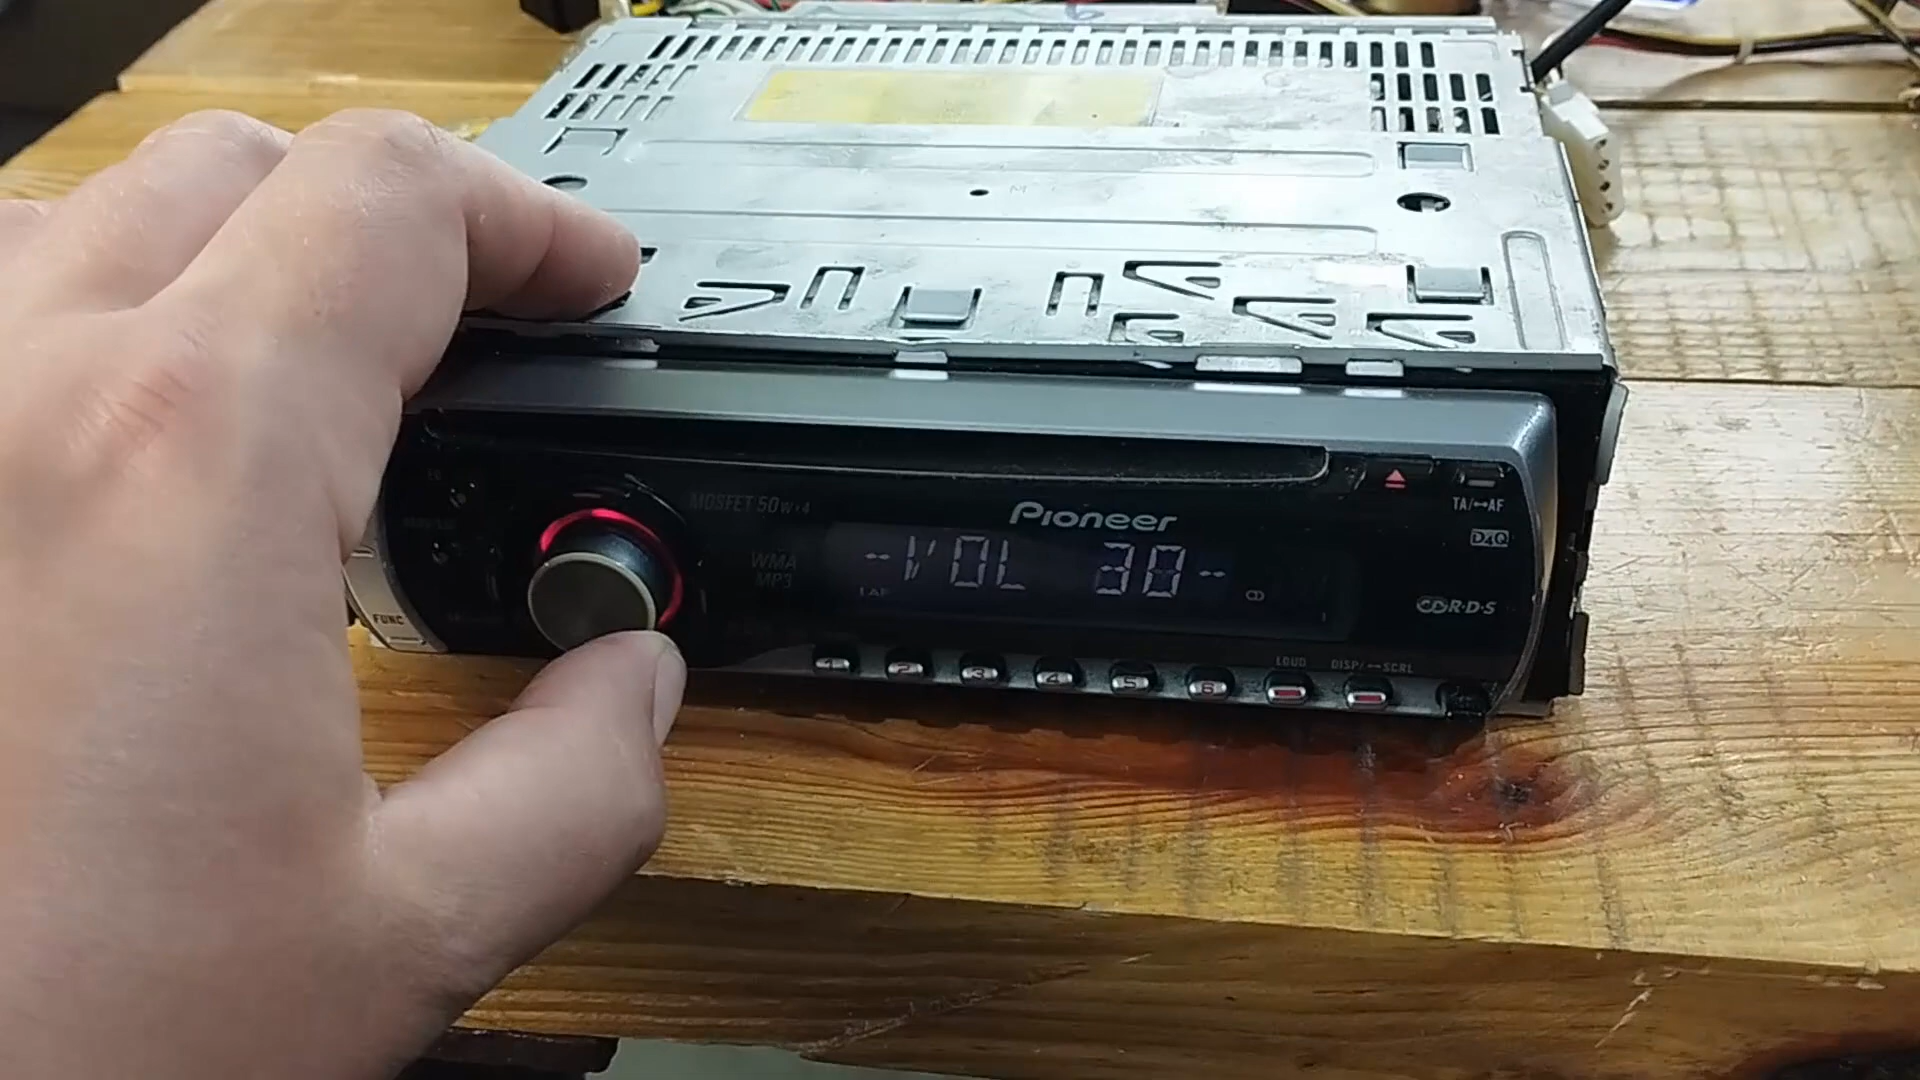 MOSFET 50W×4
Pioneer
TA/↔AF
D4Q
WMA
MP3
-VOL 30-
CD R·D·S
FUNC
LOUD
DISP/↔SCRL
1
2
3
4
5
6